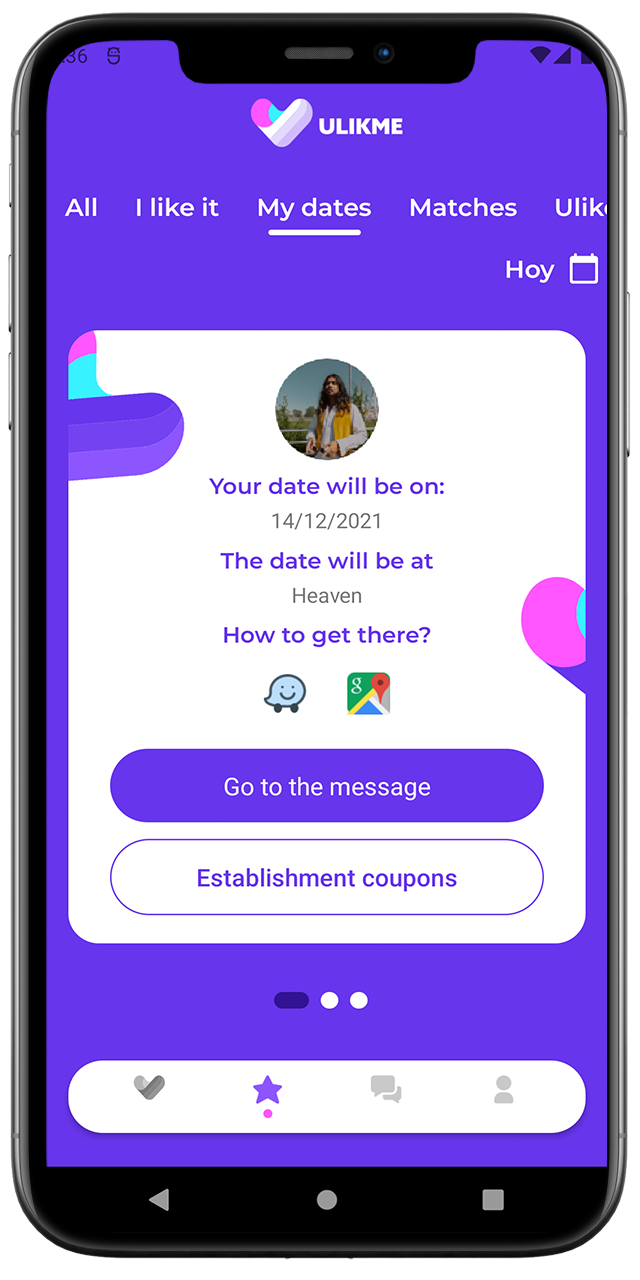 :36
ULIKME
All I like it My dates Matches Ulik
Hoy
Your date will be on:
14/12/2021
The date will be at
Heaven
How to get there?
g
Go to the message
Establishment coupons